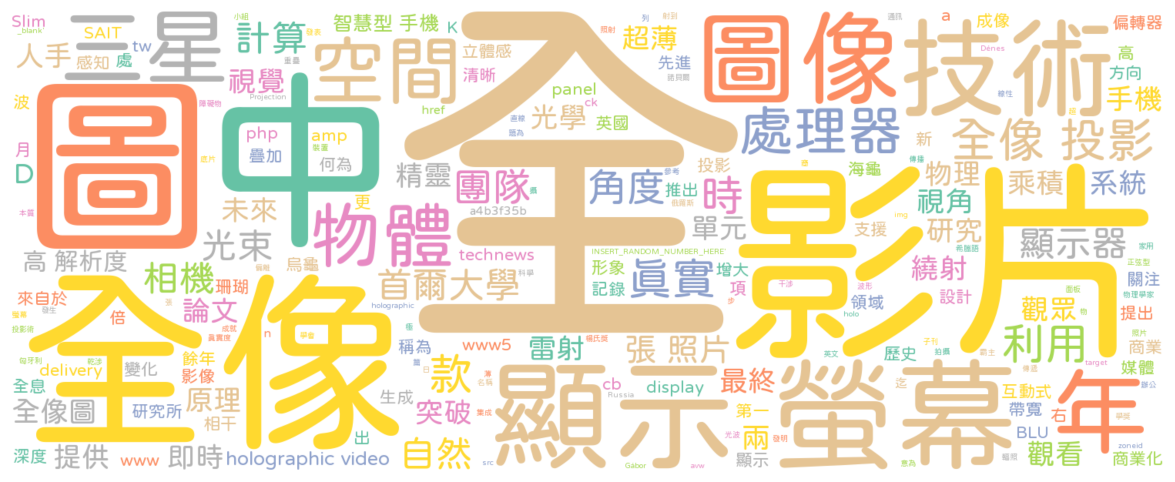 Slim
_blank
SAIT
tw
三星
人手
感知
處
小組
計算
視覺
智慧型
手機
K
空間
立體感
清晰
先進
超薄
全
圖像
技術
a
成像
偏轉器
高
方向
手機
波
月
D
圖
中
php
amp
疊加
何為
裝置
Projection
障礙物
重疊
href
panel
ck
光學
英國
處理器
新
全像
投影
精靈
團隊
角度
推出
時
投影
海龜
物理
乘積
系統
視角
未來
更
物體
光束
a4b3f35b
technews
單元
INSERT_RANDOM_NUMBER_HERE
影片
支援
研究
顯示器
高
解析度
相機
烏龜
首爾大學
形象
記錄
真實
增大
項
領域
繞射
設計
關注
觀眾
提出
利用
商業
來自於
珊瑚
論文
倍
全像
holographic
稱為
www5
雷射
張
照片
歷史
媒體
餘年
影像
delivery
變化
全息
全像圖
研究所
原理
相干
生成
款
突破
cb
display
最終
顯示
螢幕
互動式
帶寬
年
右
Russia
第一
兩
顯示
BLU
觀看
商業化
深度
提供
www
即時
出
holographic video
自然
src
Gabor
avw
zoneid
target
holo
img
Dénes
n